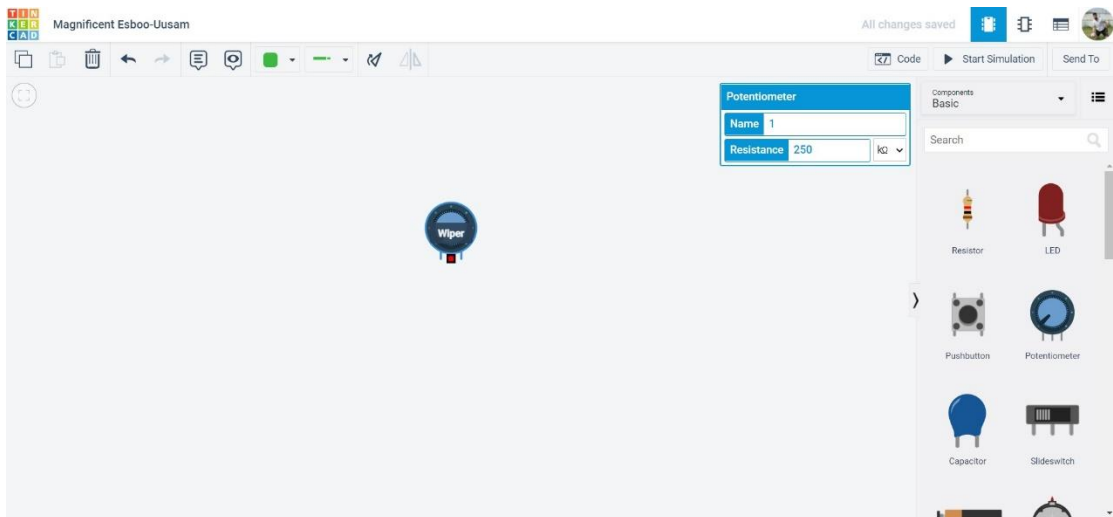 TIN
KER
CAD
Magnificent Esboo-Uusam
All changes saved
Code
Start Simulation
Send To
Potentiometer
Name 1
Resistance 250 kΩ
Components
Basic
Search
Wiper
Resistor
LED
Pushbutton
Potentiometer
Capacitor
Slideswitch